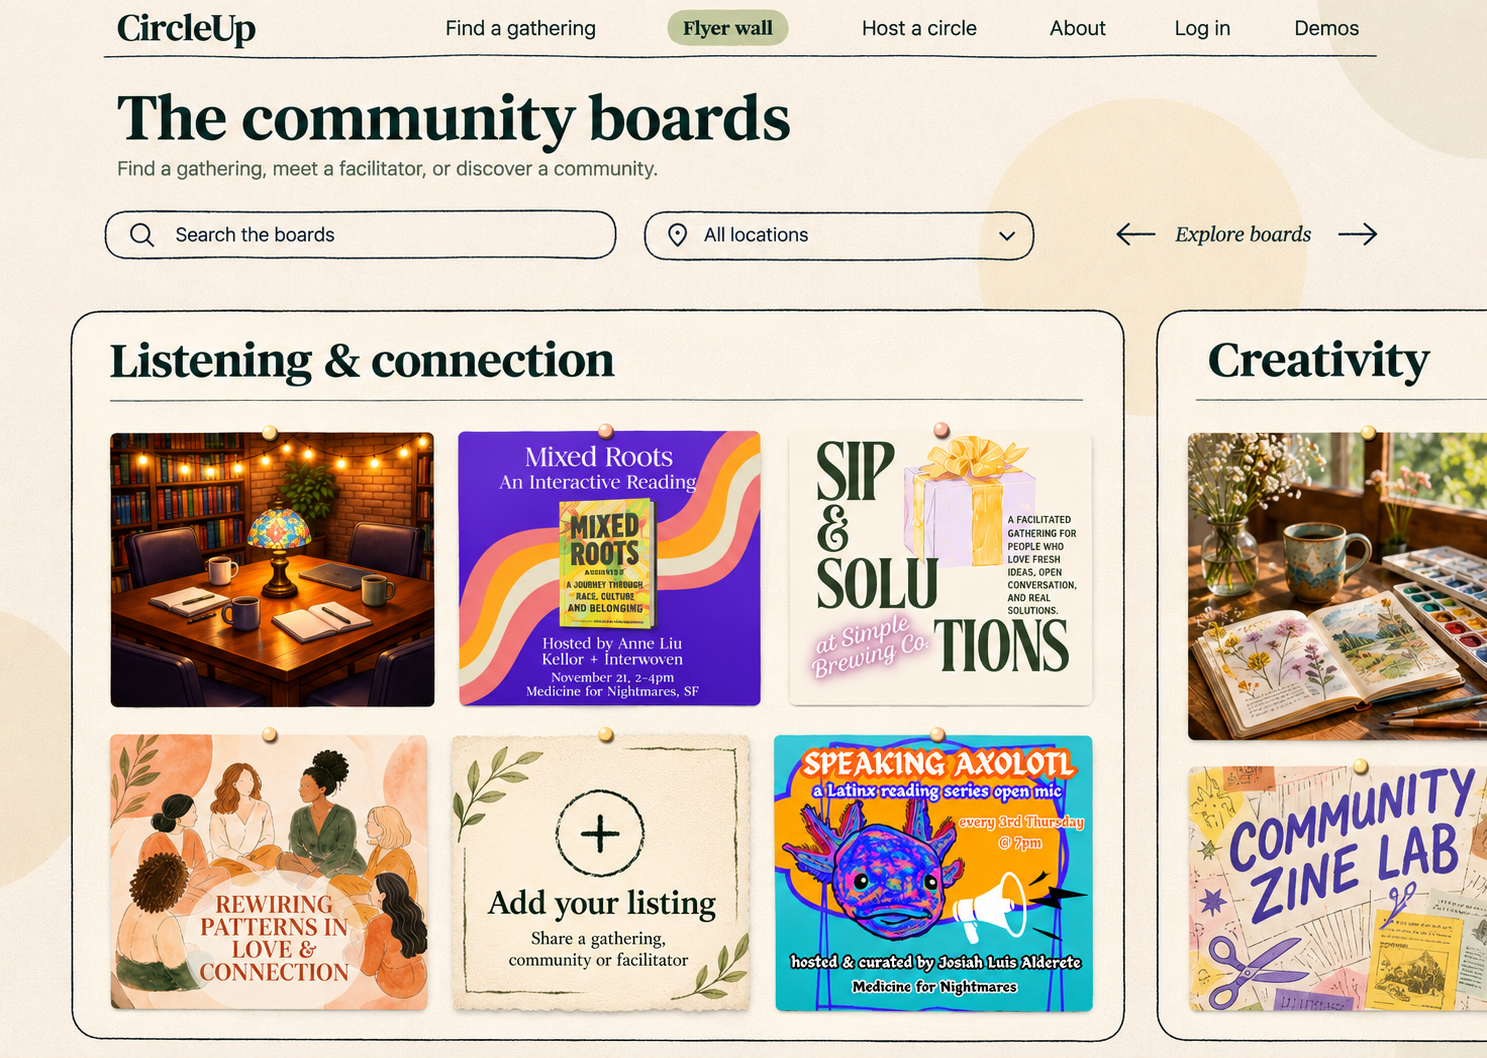 CircleUp
Find a gathering
Flyer wall
Host a circle
About
Log in
Demos
The community boards
Find a gathering, meet a facilitator, or discover a community.
Search the boards
All locations
Explore boards
Listening & connection
Mixed Roots
An Interactive Reading
MIXED
ROOTS
A JOURNEY THROUGH
RACE, CULTURE
AND BELONGING
Hosted by Anne Liu
Kellor + Interwoven
November 21, 2-4pm
Medicine for Nightmares, SF
SIP
&
SOLU
TIONS
A FACILITATED
GATHERING FOR
PEOPLE WHO
LOVE FRESH
IDEAS, OPEN
CONVERSATION,
AND REAL
SOLUTIONS.
at Simple
Brewing Co.
REWIRING
PATTERNS IN
LOVE &
CONNECTION
Add your listing
Share a gathering,
community or facilitator
SPEAKING AXOLOTL
a Latinx reading series open mic
every 3rd Thursday
@ 7pm
hosted & curated by Josiah Luis Alderete
Medicine for Nightmares
Creativity
COMMUNITY
ZINE LAB